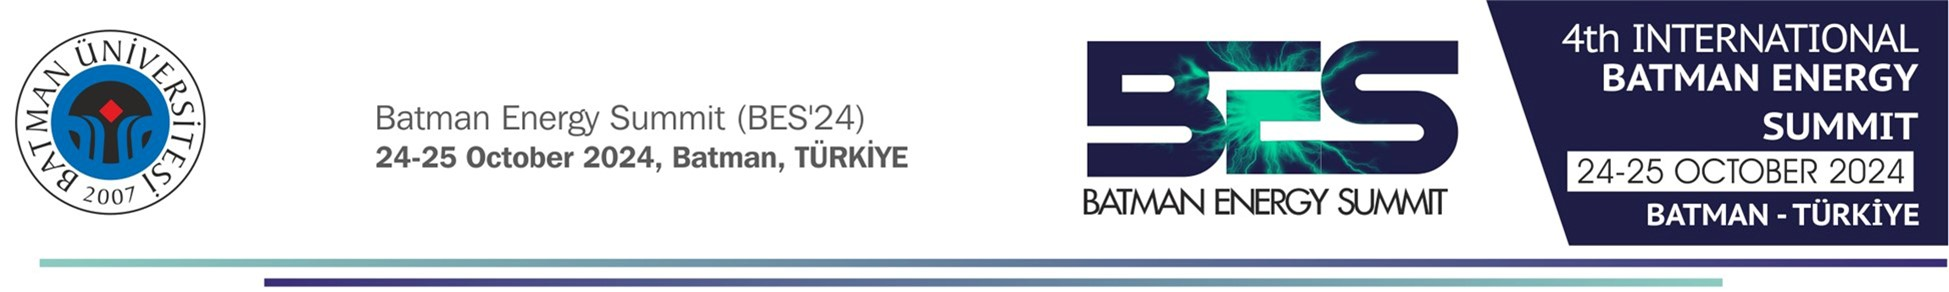 BATMAN ÜNİVERSİTESİ
2007
Batman Energy Summit (BES'24)
24-25 October 2024, Batman, TÜRKİYE
BES
BATMAN ENERGY SUMMIT
4th INTERNATIONAL
BATMAN ENERGY
SUMMIT
24-25 OCTOBER 2024
BATMAN - TÜRKİYE